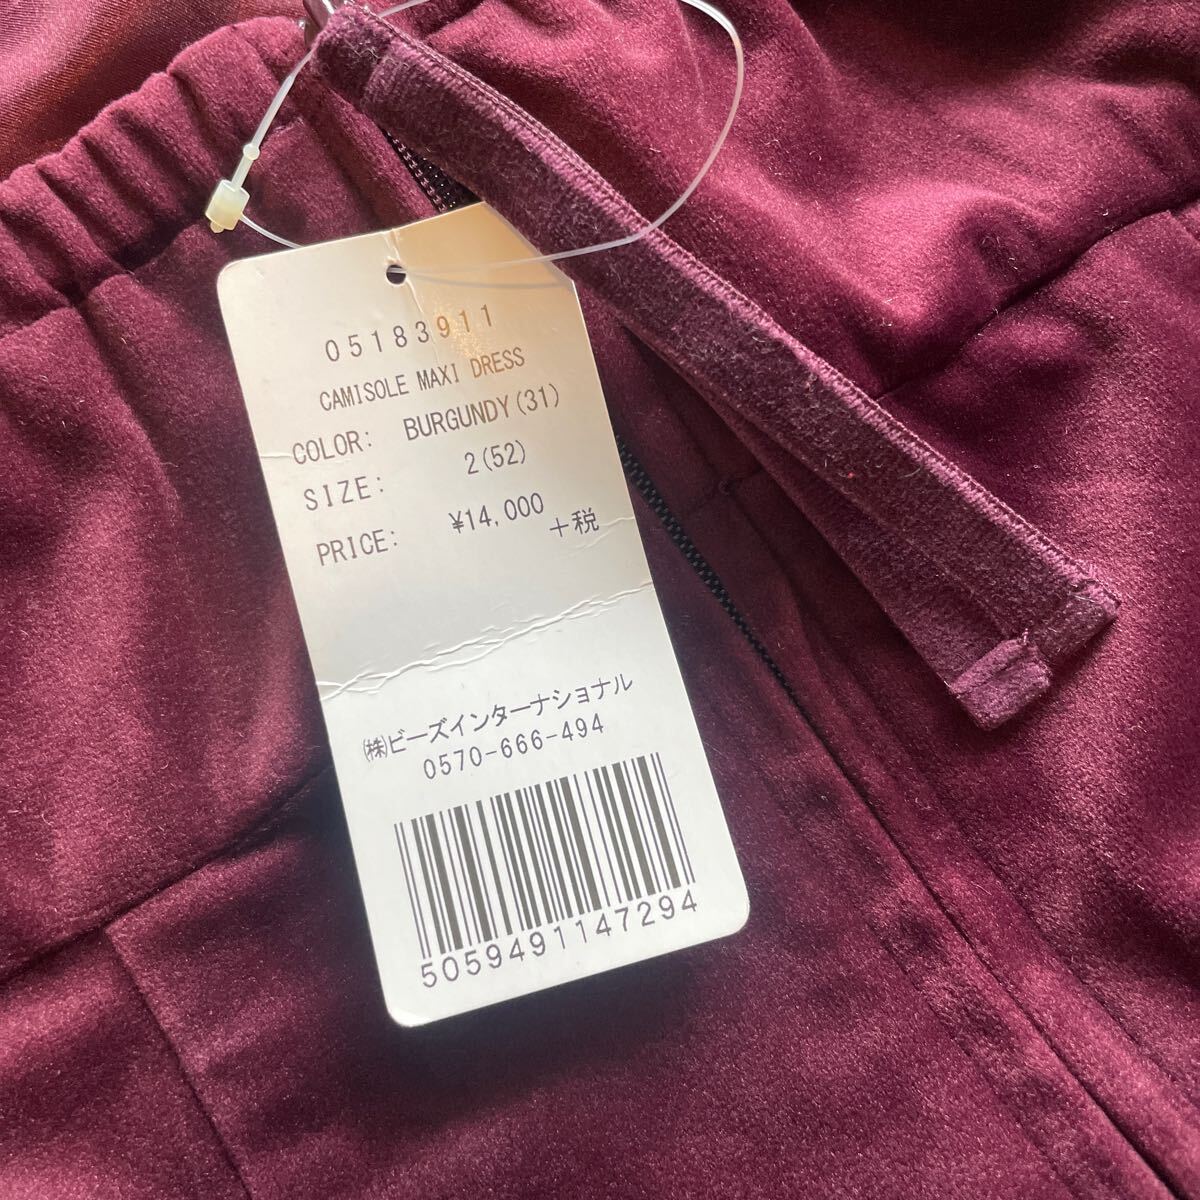 05183911
CAMISOLE MAXI DRESS
COLOR: BURGUNDY(31)
SIZE: 2(52)
PRICE: ¥14,000 +税
㈱ビーズインターナショナル
0570-666-494
5059491147294